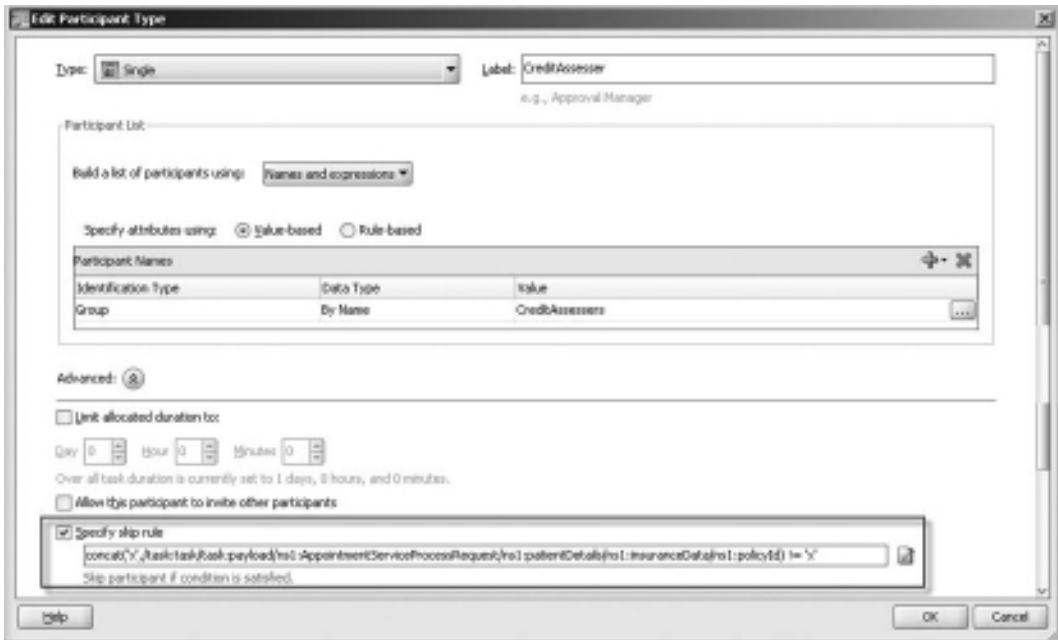 Edit Participant Type
Type: Single Label: CreditAssesser
e.g., Approval Manager
Participant List
Build a list of participants using: Names and expressions
Specify attributes using: Value-based Rule-based
Participant Names
Identification Type Data Type Value
Group By Name CreditAssessers ...
Advanced:
Limit allocated duration to:
Day 0 Hour 0 Minutes 0
Over all task duration is currently set to 1 days, 0 hours, and 0 minutes.
Allow this participant to invite other participants
Specify skip rule
concat('x',/task:task/task:payload/ns1:AppointmentServiceProcessRequest/ns1:patientDetails/ns1:insuranceData/ns1:policyId) != 'x'
Skip participant if condition is satisfied.
Help OK Cancel